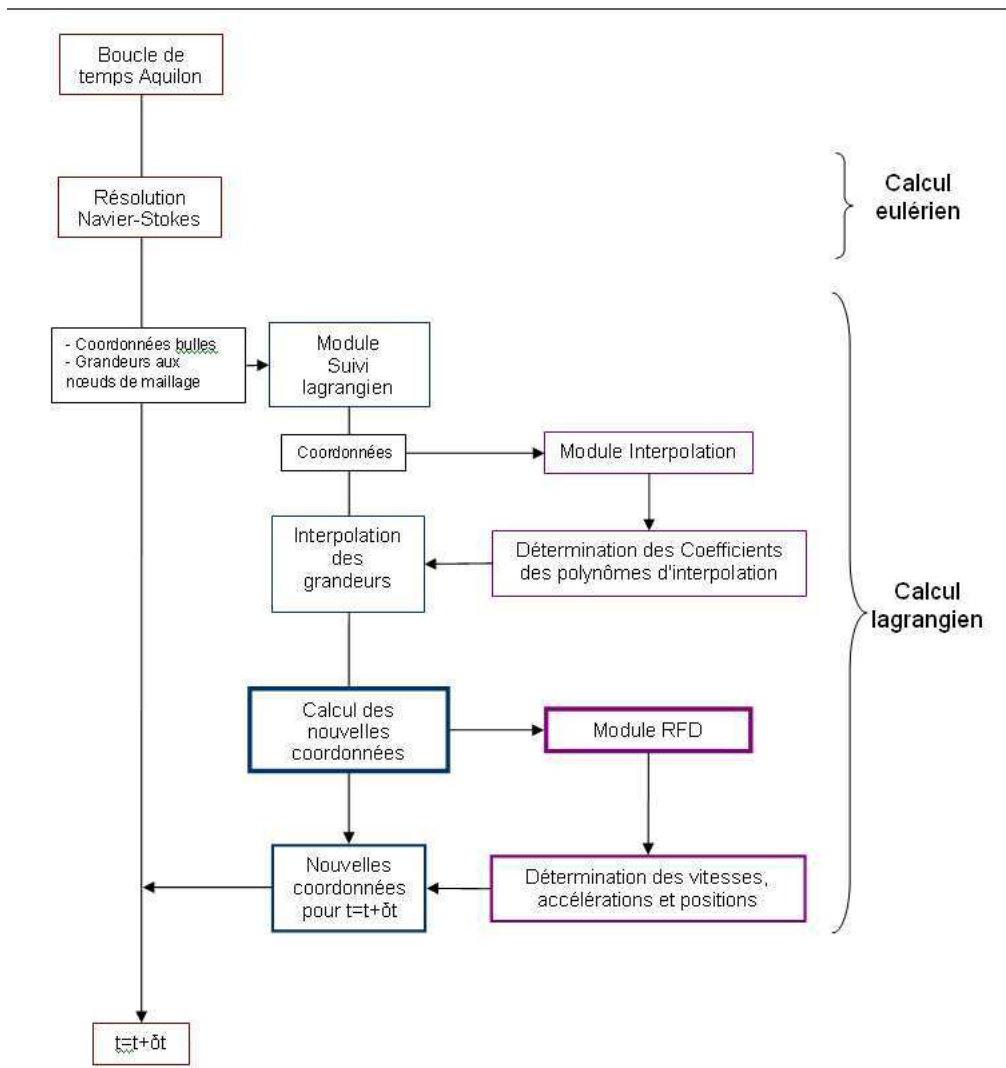 Boucle de
temps Aquilon
Résolution
Navier-Stokes
Calcul
eulérien
- Coordonnées bulles
- Grandeurs aux
nœuds de maillage
Module
Suivi
lagrangien
Coordonnées
Module Interpolation
Interpolation
des
grandeurs
Détermination des Coefficients
des polynômes d'interpolation
Calcul
lagrangien
Calcul des
nouvelles
coordonnées
Module RFD
Nouvelles
coordonnées
pour t=t+δt
Détermination des vitesses,
accélérations et positions
t=t+δt